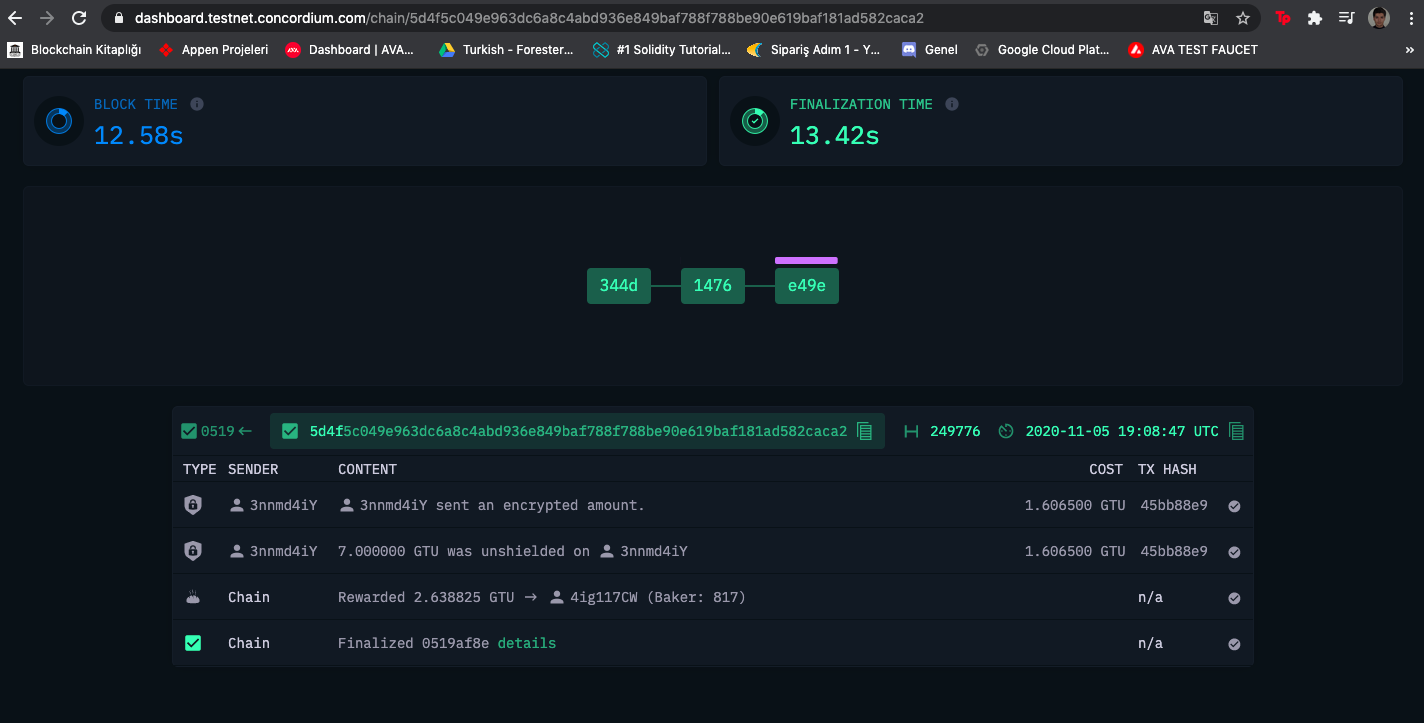 dashboard.testnet.concordium.com/chain/5d4f5c049e963dc6a8c4abd936e849baf788f788be90e619baf181ad582caca2
Blockchain Kitaplığı Appen Projeleri Dashboard | AVA... Turkish - Forester... #1 Solidity Tutorial... Sipariş Adım 1 - Y... Genel Google Cloud Plat... AVA TEST FAUCET »
BLOCK TIME
12.58s
FINALIZATION TIME
13.42s
344d 1476 e49e
0519 ← 5d4f5c049e963dc6a8c4abd936e849baf788f788be90e619baf181ad582caca2 249776 2020-11-05 19:08:47 UTC
TYPE SENDER CONTENT COST TX HASH
3nnmd4iY 3nnmd4iY sent an encrypted amount. 1.606500 GTU 45bb88e9
3nnmd4iY 7.000000 GTU was unshielded on 3nnmd4iY 1.606500 GTU 45bb88e9
Chain Rewarded 2.638825 GTU → 4ig117CW (Baker: 817) n/a
Chain Finalized 0519af8e details n/a